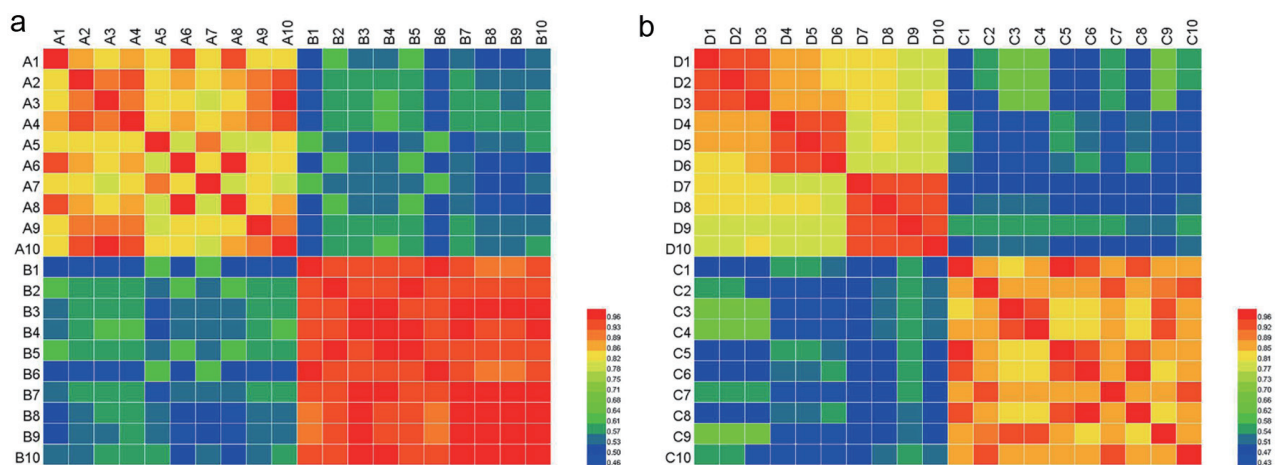 a
A1 A2 A3 A4 A5 A6 A7 A8 A9 A10 B1 B2 B3 B4 B5 B6 B7 B8 B9 B10
A1
A2
A3
A4
A5
A6
A7
A8
A9
A10
B1
B2
B3
B4
B5
B6
B7
B8
B9
B10
0.96
0.93
0.89
0.85
0.82
0.78
0.75
0.71
0.68
0.64
0.61
0.57
0.53
0.50
0.46
b
D1 D2 D3 D4 D5 D6 D7 D8 D9 D10 C1 C2 C3 C4 C5 C6 C7 C8 C9 C10
D1
D2
D3
D4
D5
D6
D7
D8
D9
D10
C1
C2
C3
C4
C5
C6
C7
C8
C9
C10
0.96
0.93
0.89
0.85
0.81
0.77
0.73
0.70
0.66
0.62
0.58
0.54
0.51
0.47
0.43